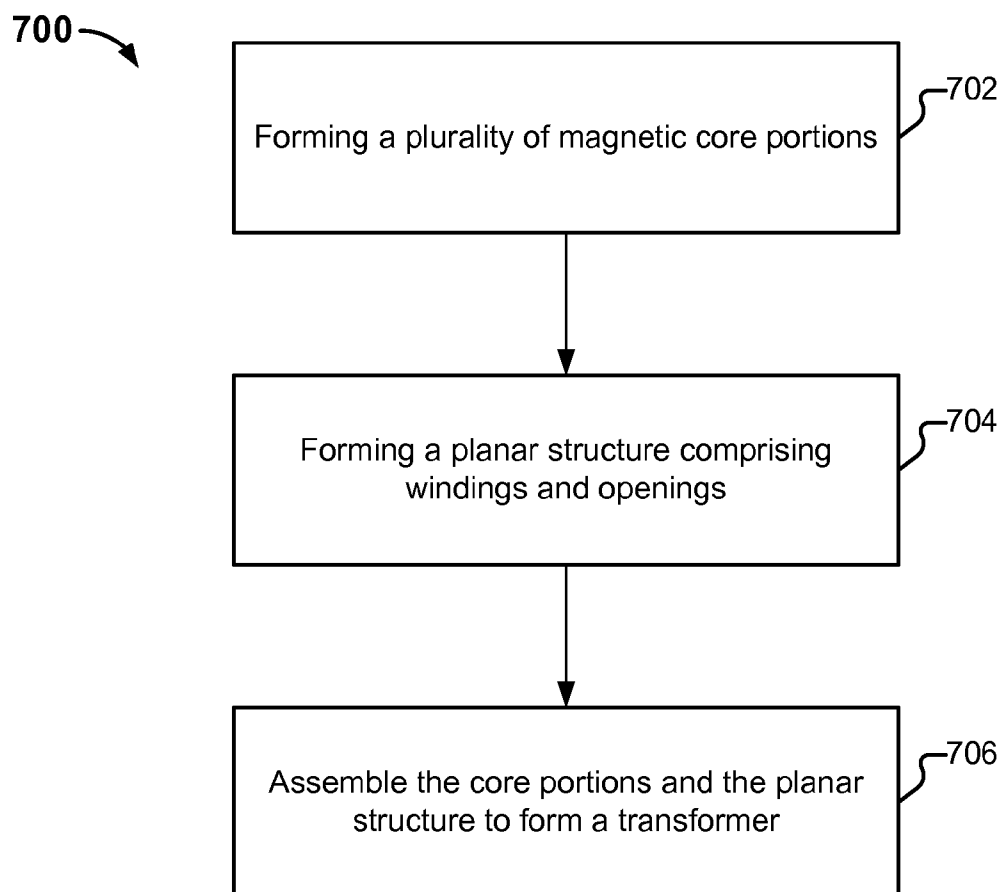 700
702
Forming a plurality of magnetic core portions
704
Forming a planar structure comprising
windings and openings
706
Assemble the core portions and the planar
structure to form a transformer